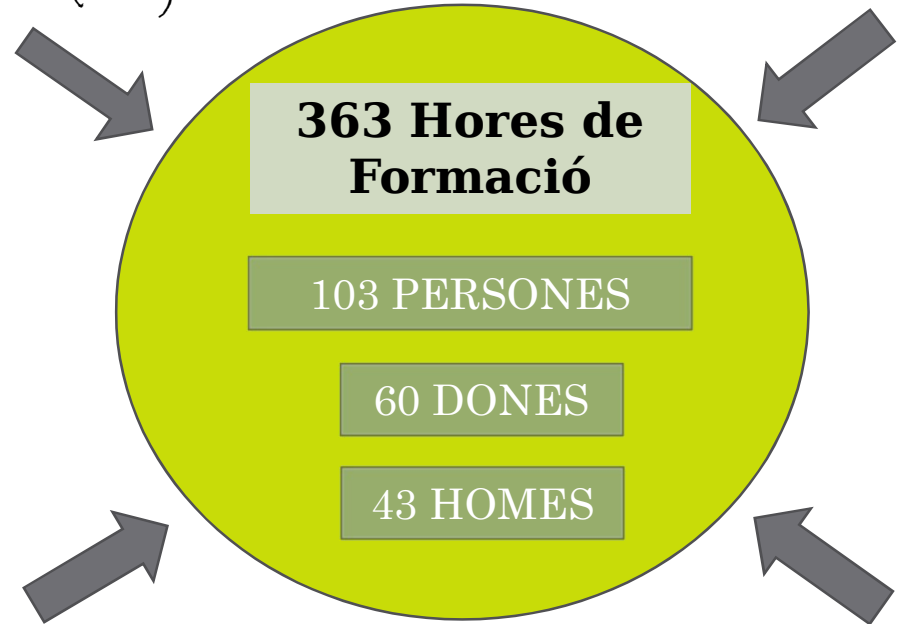 363 Hores de
Formació
103 PERSONES
60 DONES
43 HOMES